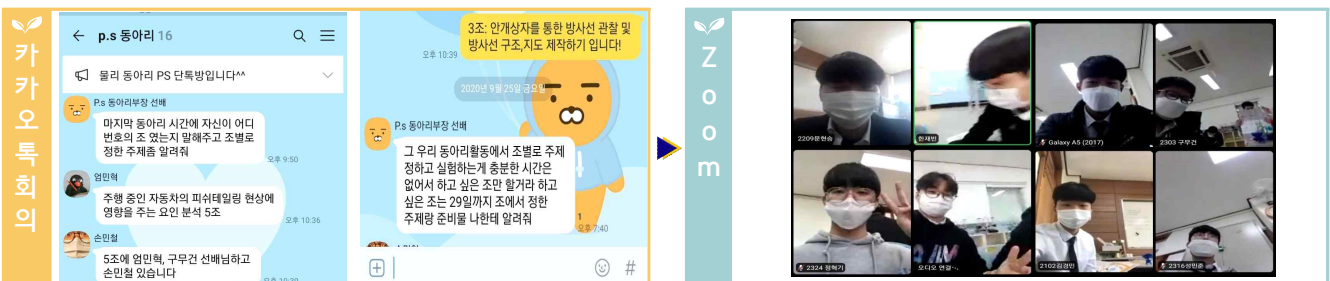 카카오톡회의
p.s 동아리 16
물리 동아리 PS 단톡방입니다^^
P.s 동아리부장 선배
마지막 동아리 시간에 자신이 어디
번호의 조 였는지 말해주고 조별로
정한 주제좀 알려줘
오후 9:50
엄민혁
주행 중인 자동차의 피쉬테일링 현상에
영향을 주는 요인 분석 5조
오후 10:36
손민철
5조에 엄민혁, 구무건 선배님하고
손민철 있습니다
오후 10:39
3조: 안개상자를 통한 방사선 관찰 및
방사선 구조,지도 제작하기 입니다!
오후 10:39
2020년 9월 25일 금요일
P.s 동아리부장 선배
그 우리 동아리활동에서 조별로 주제
정하고 실험하는게 충분한 시간은
없어서 하고 싶은 조만 할거라 하고
싶은 조는 29일까지 조에서 정한
주제랑 준비물 나한테 알려줘
1
오후 7:40
#
Zoom
2209문현승
한재빈
Galaxy A5 (2017)
2303 구무건
2324 정혁기
오디오 연결·..
2102김경민
2316성민준